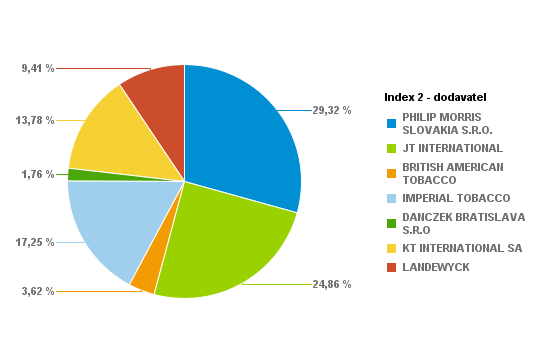 9,41 %
13,78 %
1,76 %
17,25 %
3,62 %
29,32 %
24,86 %
Index 2 - dodavatel
PHILIP MORRIS
SLOVAKIA S.R.O.
JT INTERNATIONAL
BRITISH AMERICAN
TOBACCO
IMPERIAL TOBACCO
DANCZEK BRATISLAVA
S.R.O
KT INTERNATIONAL SA
LANDEWYCK